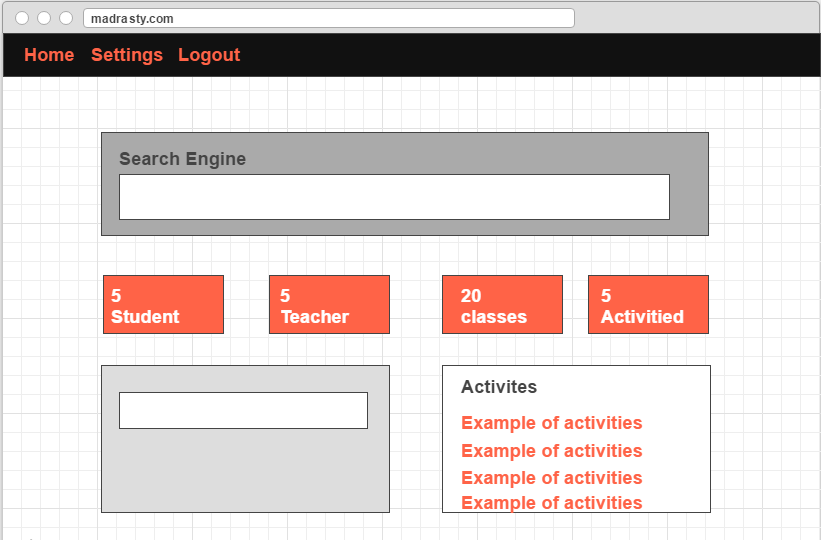 madrasty.com
Home Settings Logout
Search Engine
5
Student
5
Teacher
20
classes
5
Activitied
Activites
Example of activities
Example of activities
Example of activities
Example of activities